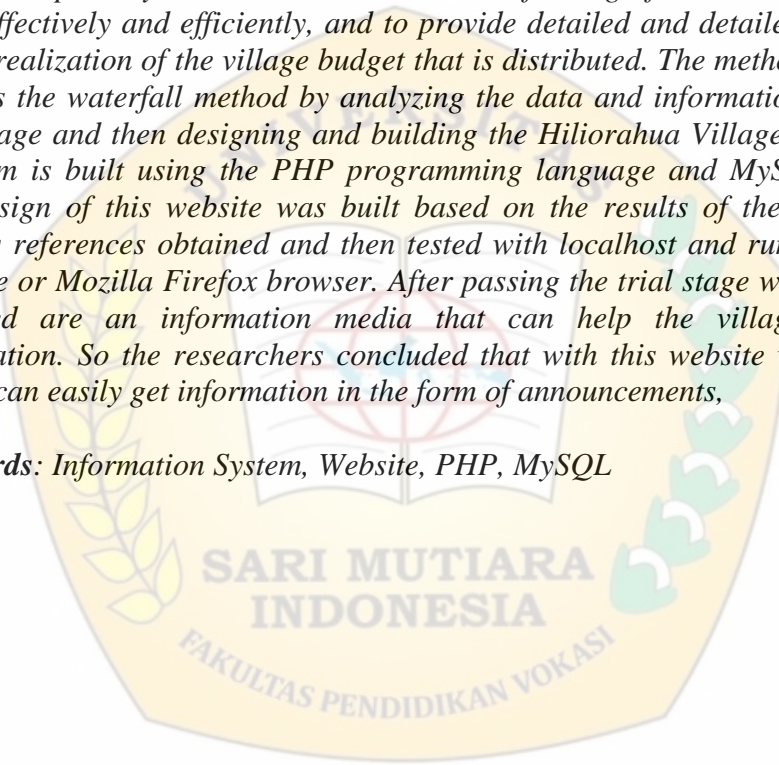 ffectively and efficiently, and to provide detailed and detaile
realization of the village budget that is distributed. The metho
s the waterfall method by analyzing the data and informatio
age and then designing and building the Hiliorahua Village
m is built using the PHP programming language and MyS
sign of this website was built based on the results of the
references obtained and then tested with localhost and run
e or Mozilla Firefox browser. After passing the trial stage w
d are an information media that can help the villag
ation. So the researchers concluded that with this website
can easily get information in the form of announcements,
rds: Information System, Website, PHP, MySQL
UNIVERSITAS
SARI MUTIARA
INDONESIA
FAKULTAS PENDIDIKAN VOKASI